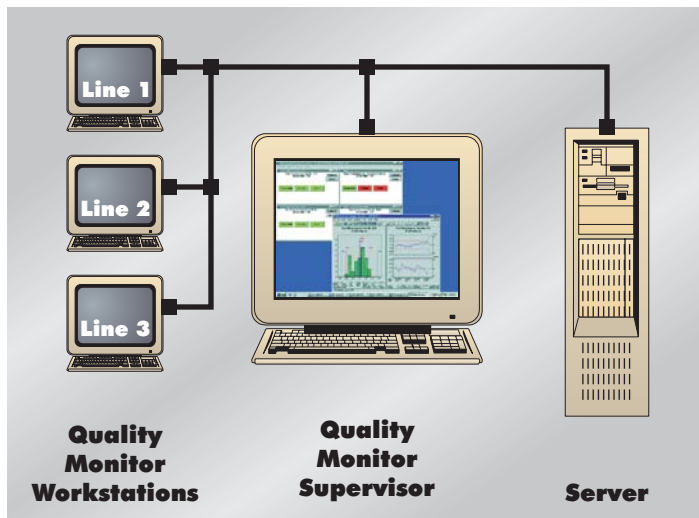 Line 1
Line 2
Line 3
Quality
Monitor
Workstations
Quality
Monitor
Supervisor
Server